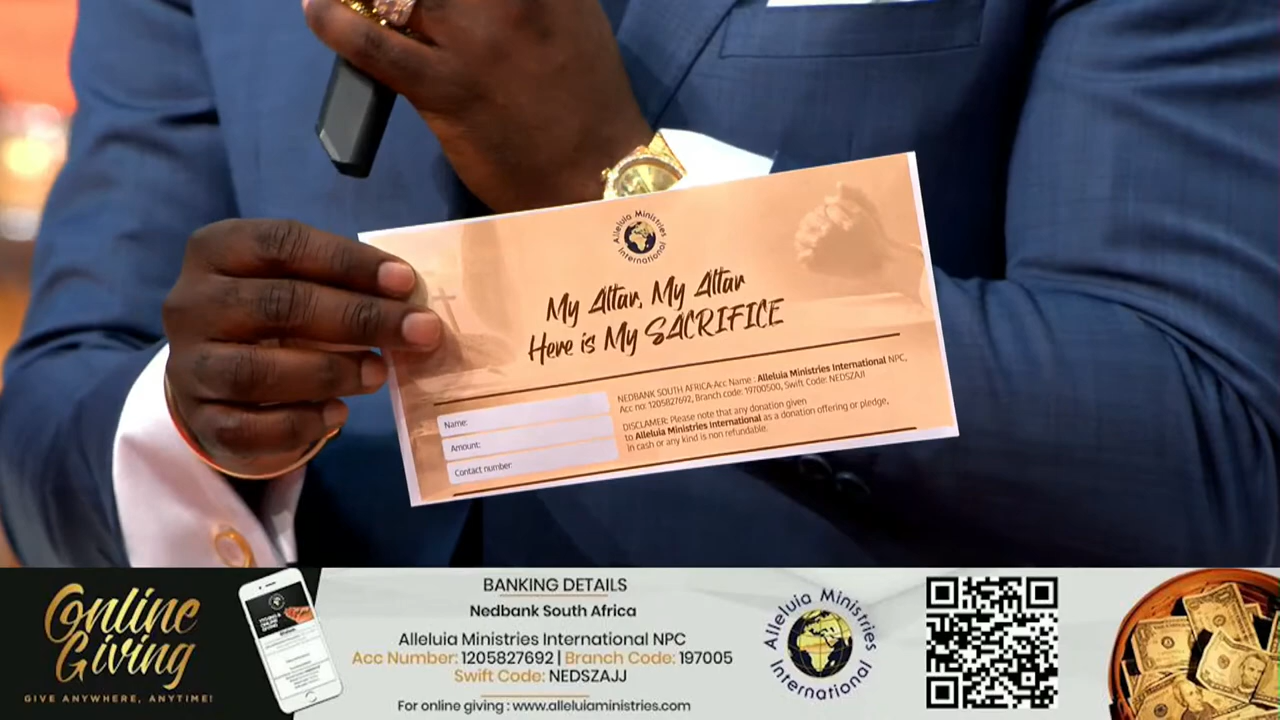 Alleluia Ministries
International
My Altar, My Altar
Here is My SACRIFICE
Name:
Amount:
Contact number
NEDBANK SOUTH AFRICA-Acc Name : Alleluia Ministries International NPC,
Acc no: 1205827692, Branch code: 19700500, Swift Code: NEDSZAJJ
DISCLAMER: Please note that any donation given
to Alleluia Ministries International as a donation offering or pledge,
in cash or any kind is non refundable.
Online
Giving
GIVE ANYWHERE, ANYTIME!
BANKING DETAILS
Nedbank South Africa
Alleluia Ministries International NPC
Acc Number: 1205827692 | Branch Code: 197005
Swift Code: NEDSZAJJ
For online giving : www.alleluiaministries.com
Alleluia Ministries
International